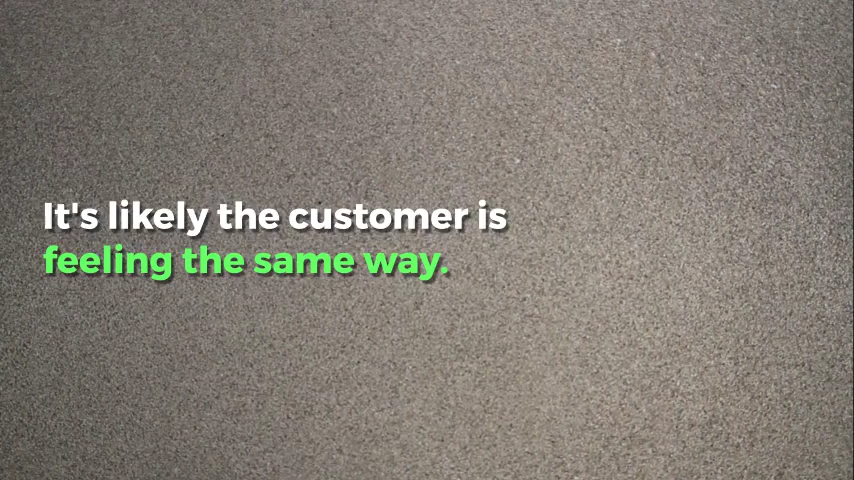 It's likely the customer is
feeling the same way.